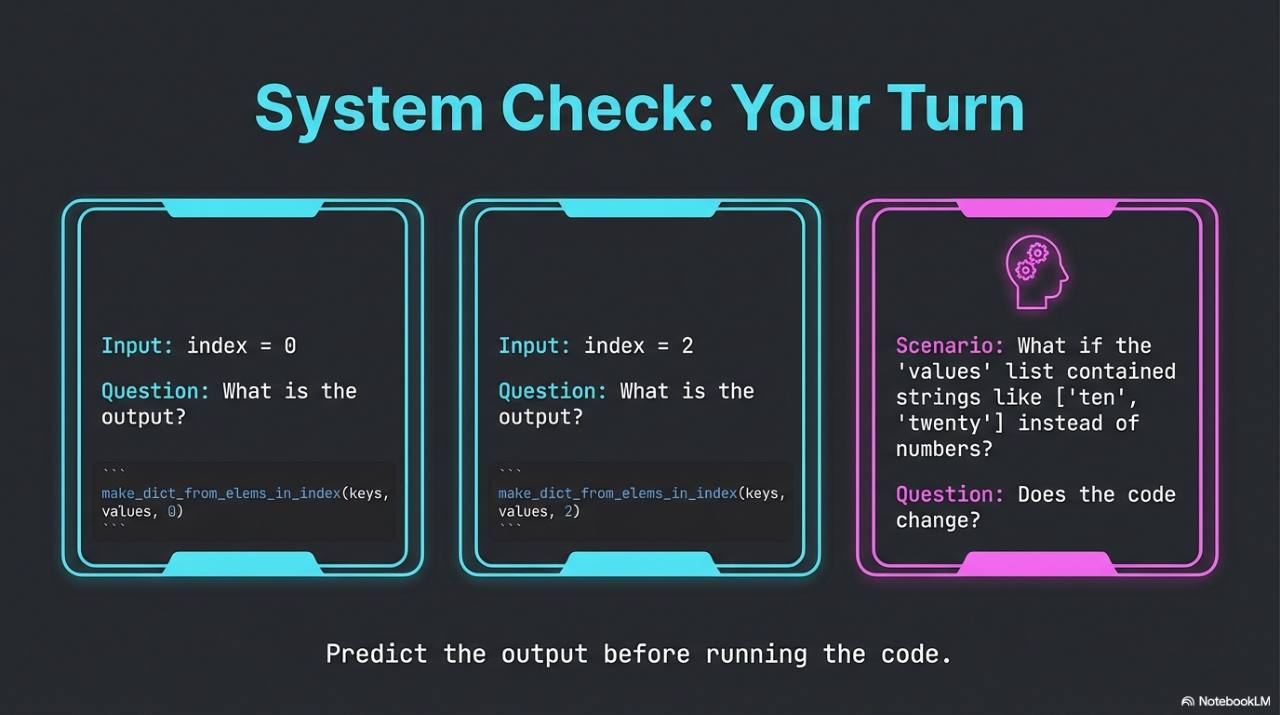 System Check: Your Turn
Input: index = 0
Question: What is the
output?
```
make_dict_from_elems_in_index(keys,
values, 0)
```
Input: index = 2
Question: What is the
output?
```
make_dict_from_elems_in_index(keys,
values, 2)
```
Scenario: What if the
'values' list contained
strings like ['ten',
'twenty'] instead of
numbers?
Question: Does the code
change?
Predict the output before running the code.
NotebookLM